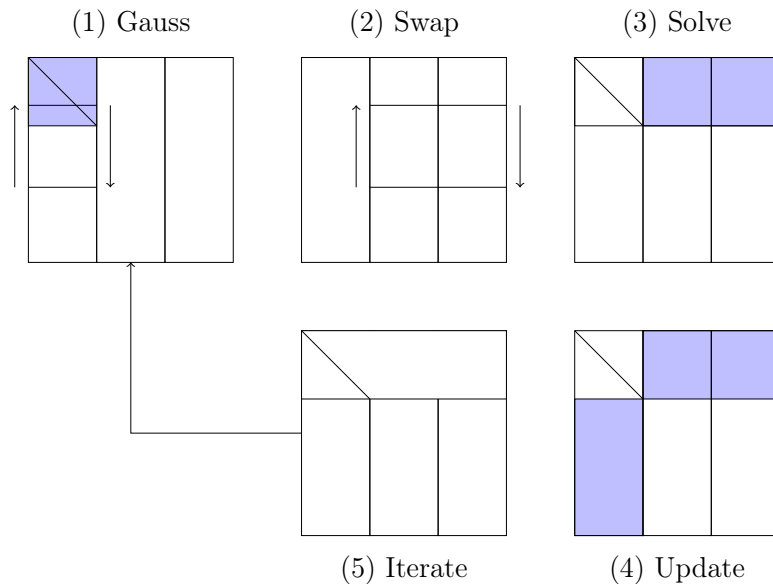 (1) Gauss
(2) Swap
(3) Solve
(5) Iterate
(4) Update